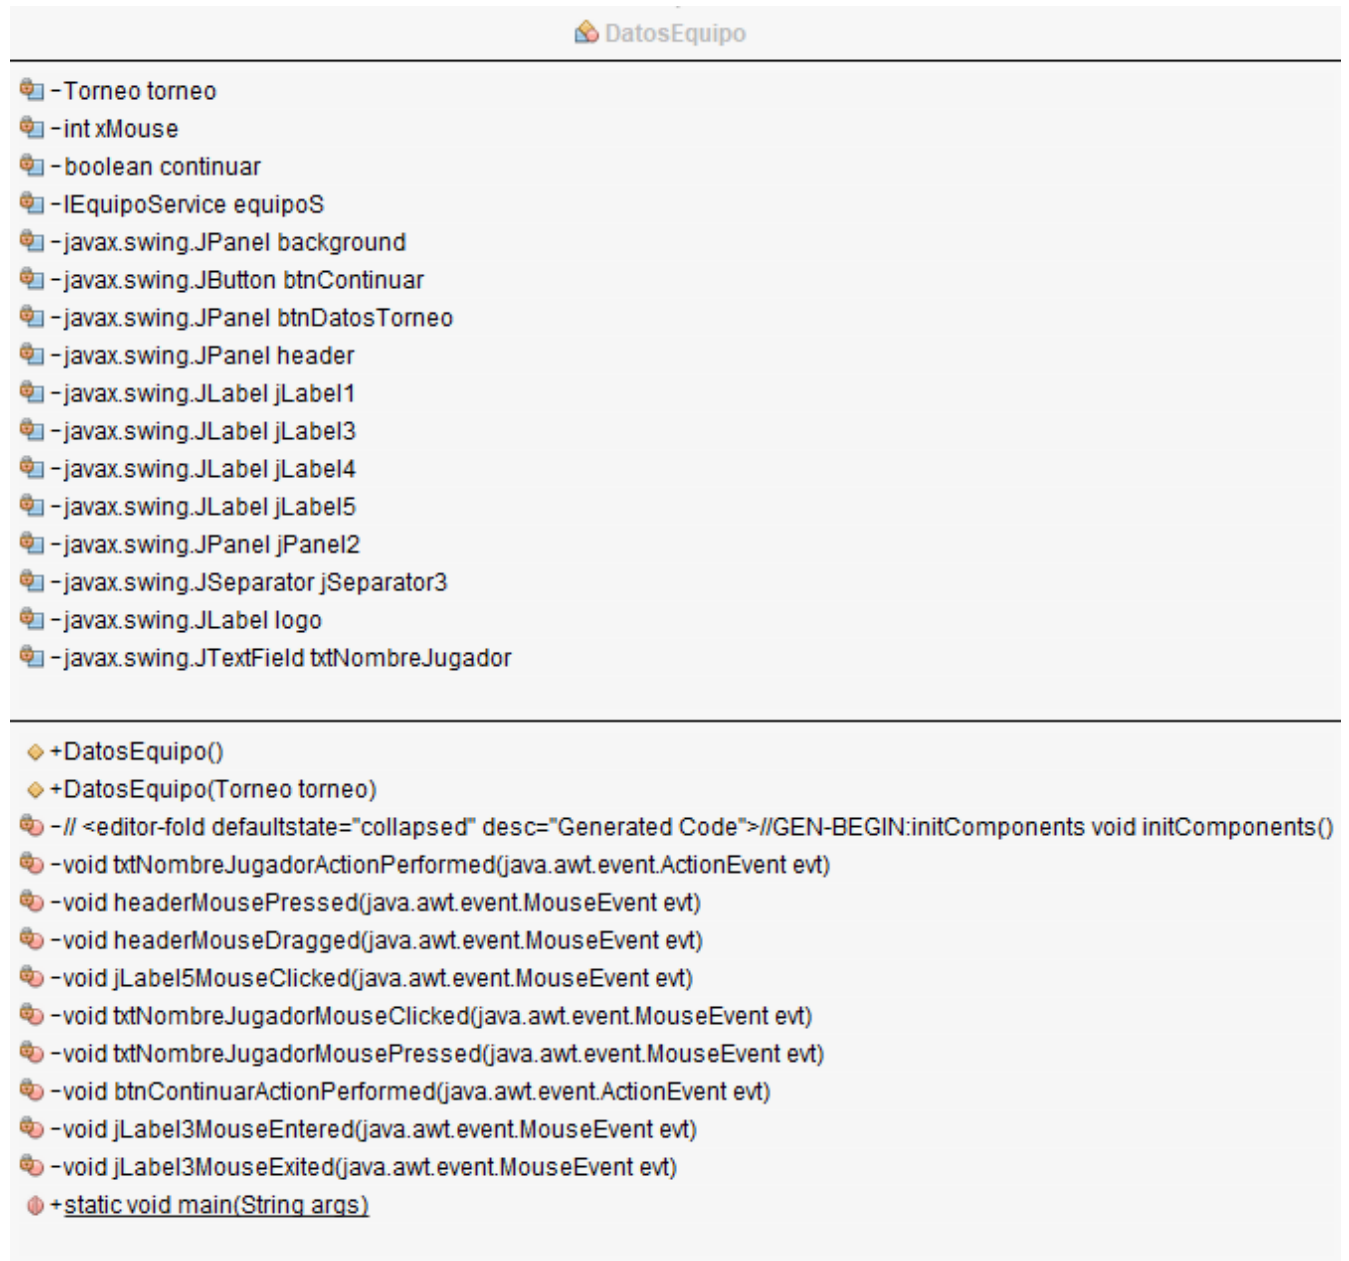 DatosEquipo
-Torneo torneo
-int xMouse
-boolean continuar
-IEquipoService equipoS
-javax.swing.JPanel background
-javax.swing.JButton btnContinuar
-javax.swing.JPanel btnDatosTorneo
-javax.swing.JPanel header
-javax.swing.JLabel jLabel1
-javax.swing.JLabel jLabel3
-javax.swing.JLabel jLabel4
-javax.swing.JLabel jLabel5
-javax.swing.JPanel jPanel2
-javax.swing.JSeparator jSeparator3
-javax.swing.JLabel logo
-javax.swing.JTextField txtNombreJugador
+DatosEquipo()
+DatosEquipo(Torneo torneo)
-// <editor-fold defaultstate="collapsed" desc="Generated Code">//GEN-BEGIN:initComponents void initComponents()
-void txtNombreJugadorActionPerformed(java.awt.event.ActionEvent evt)
-void headerMousePressed(java.awt.event.MouseEvent evt)
-void headerMouseDragged(java.awt.event.MouseEvent evt)
-void jLabel5MouseClicked(java.awt.event.MouseEvent evt)
-void txtNombreJugadorMouseClicked(java.awt.event.MouseEvent evt)
-void txtNombreJugadorMousePressed(java.awt.event.MouseEvent evt)
-void btnContinuarActionPerformed(java.awt.event.ActionEvent evt)
-void jLabel3MouseEntered(java.awt.event.MouseEvent evt)
-void jLabel3MouseExited(java.awt.event.MouseEvent evt)
+static void main(String args)